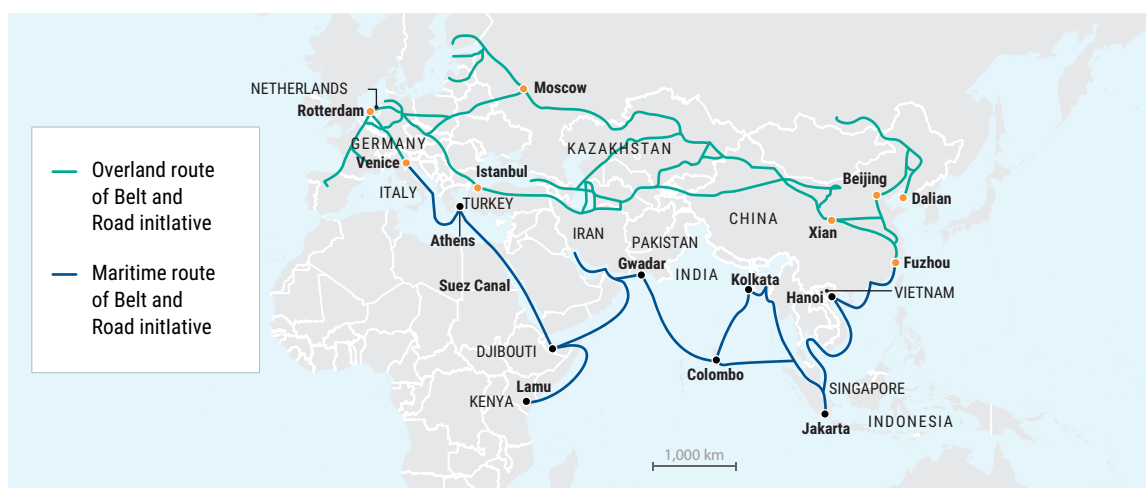 NETHERLANDS
Moscow
Rotterdam
GERMANY
KAZAKHSTAN
Venice
Istanbul
Beijing
ITALY
TURKEY
Dalian
CHINA
Xian
Athens
IRAN
PAKISTAN
Gwadar
INDIA
Kolkata
Fuzhou
Suez Canal
Hanoi
VIETNAM
DJIBOUTI
Colombo
Lamu
KENYA
SINGAPORE
INDONESIA
Jakarta
1,000 km
Overland route
of Belt and
Road initlative
Maritime route
of Belt and
Road initlative